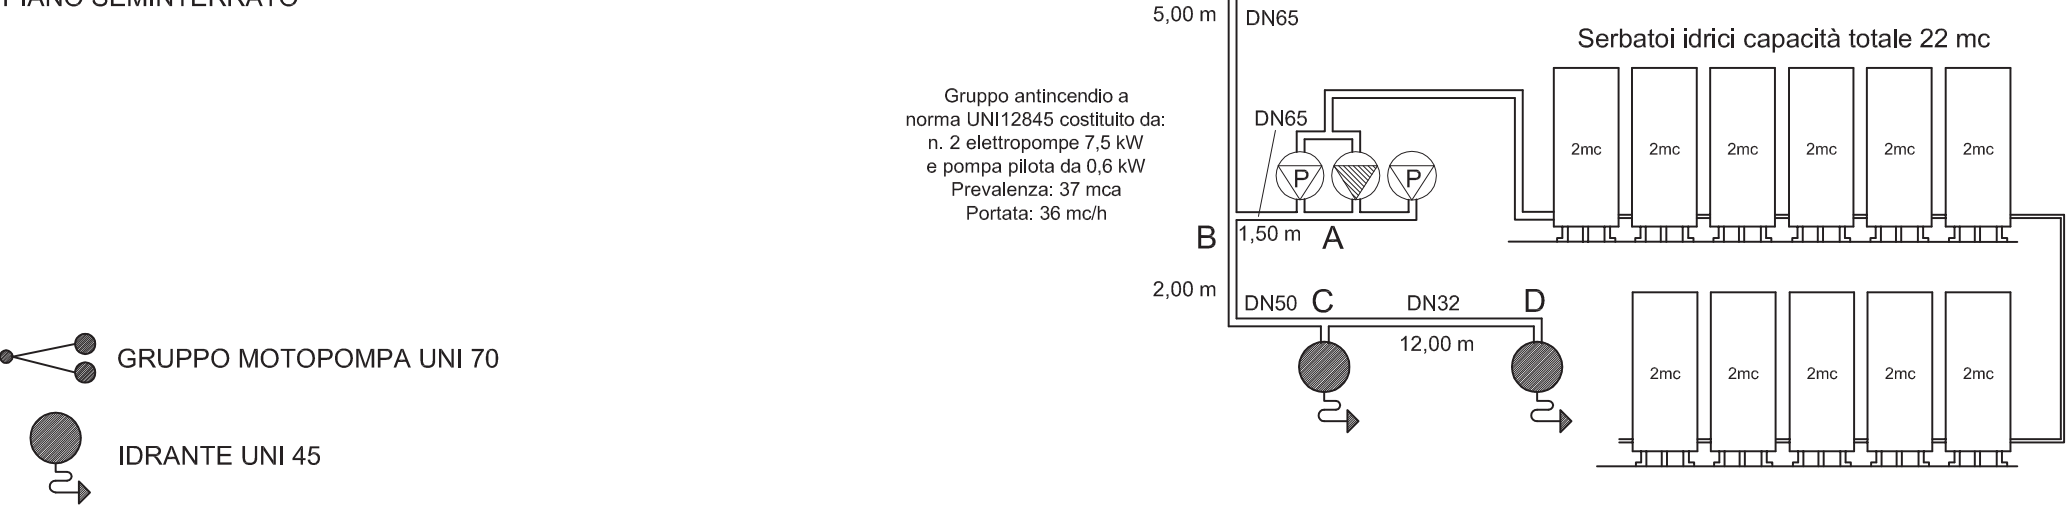 PIANO SEMINTERRATO
5,00 m
DN65
Serbatoi idrici capacità totale 22 mc
Gruppo antincendio a
norma UNI12845 costituito da:
n. 2 elettropompe 7,5 kW
e pompa pilota da 0,6 kW
Prevalenza: 37 mca
Portata: 36 mc/h
DN65
P
P
2mc
2mc
2mc
2mc
2mc
2mc
B
1,50 m
A
2,00 m
DN50
C
DN32
D
12,00 m
2mc
2mc
2mc
2mc
2mc
GRUPPO MOTOPOMPA UNI 70
IDRANTE UNI 45